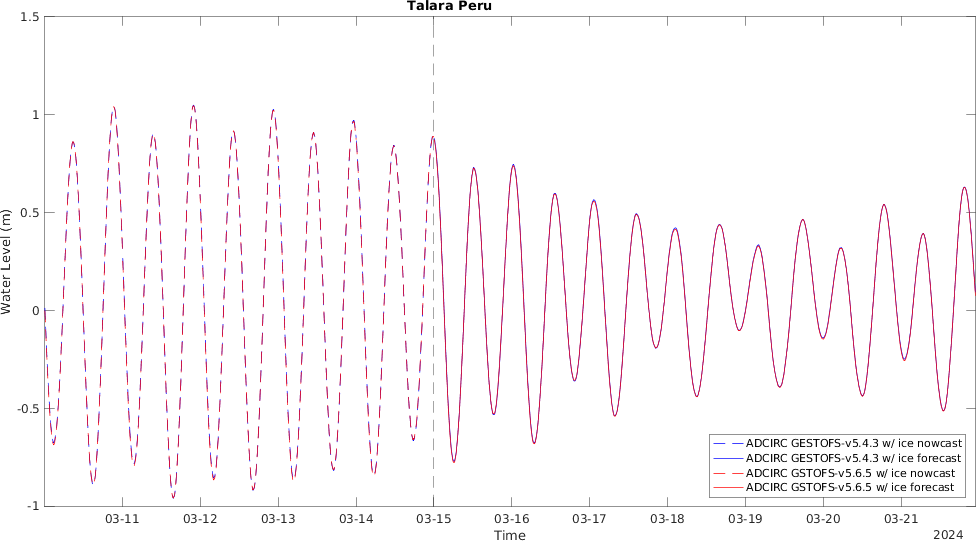 Talara Peru
1.5
1
0.5
0
-0.5
-1
Water Level (m)
ADCIRC GESTOFS-v5.4.3 w/ ice nowcast
ADCIRC GESTOFS-v5.4.3 w/ ice forecast
ADCIRC GSTOFS-v5.6.5 w/ ice nowcast
ADCIRC GSTOFS-v5.6.5 w/ ice forecast
03-11 03-12 03-13 03-14 03-15 03-16 03-17 03-18 03-19 03-20 03-21
Time
2024